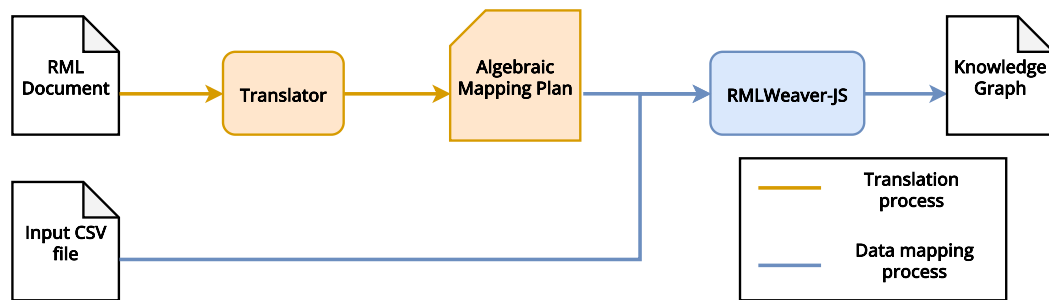 RML
Document
Translator
Algebraic
Mapping Plan
RMLWeaver-JS
Knowledge
Graph
Input CSV
file
Translation
process
Data mapping
process